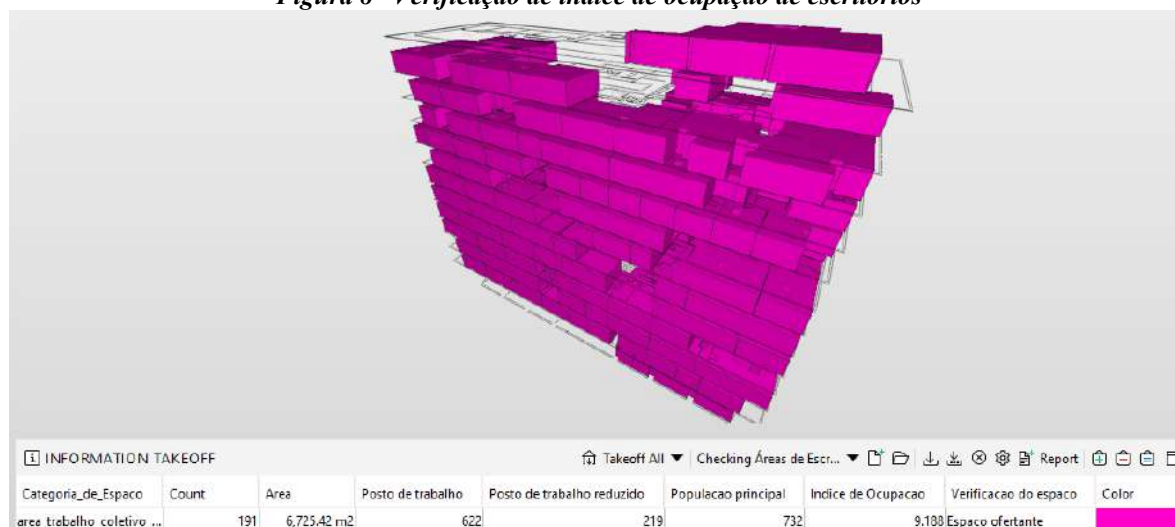 Figura 6- Verificação de índice de ocupação de escritórios
INFORMATION TAKEOFF Takeoff All Checking Áreas de Escr... Report
Categoria_de_Espaco Count Area Posto de trabalho Posto de trabalho reduzido Populacao principal Indice de Ocupacao Verificacao do espaco Color
area trabalho coletivo ... 191 6,725.42 m2 622 219 732 9.188 Espaco ofertante